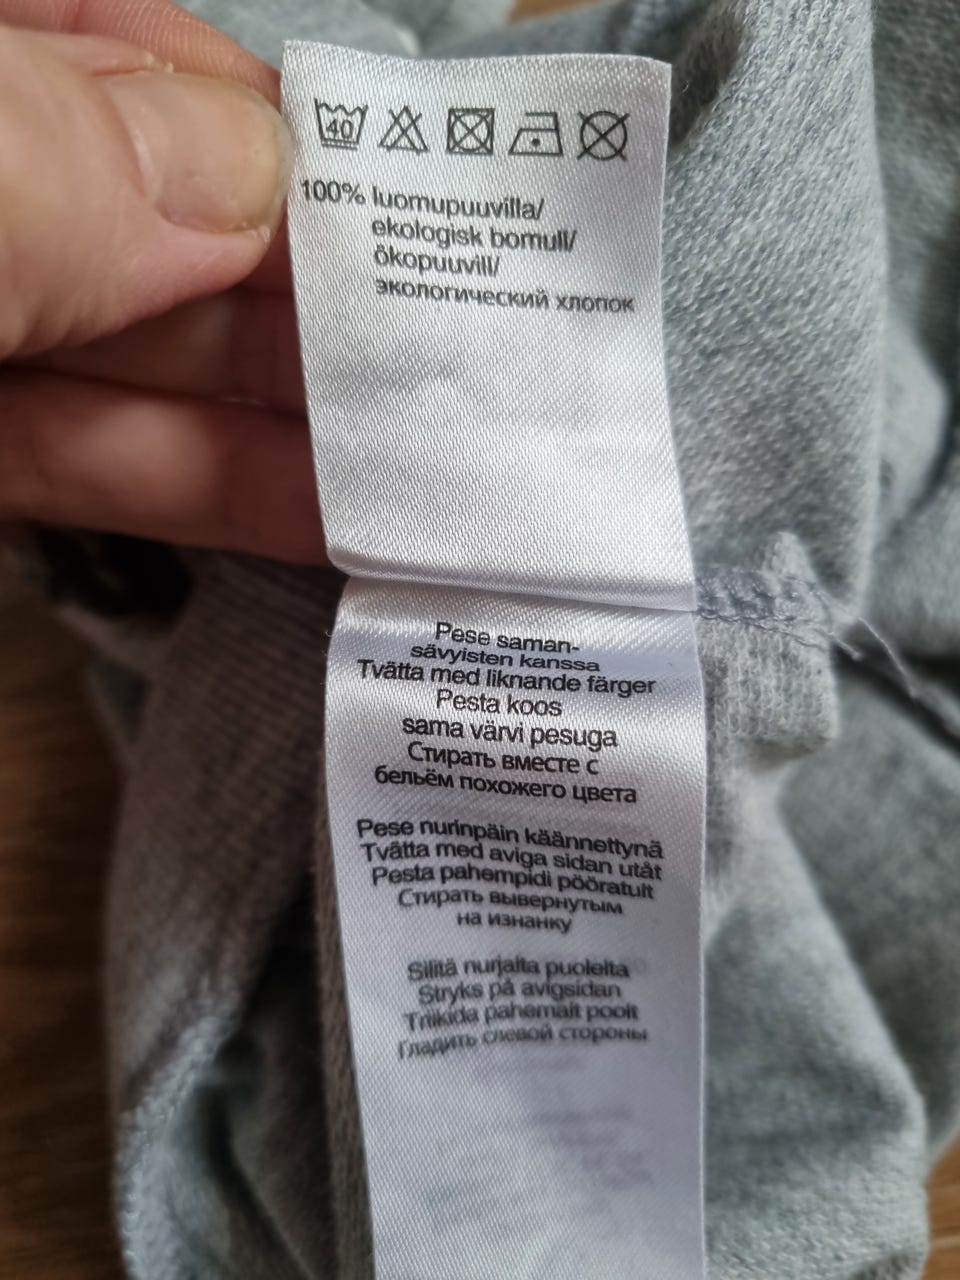 40
100% luomupuuvilla/
ekologisk bomull/
ökopuuvill/
экологический хлопок
Pese saman-
sävyisten kanssa
Tvätta med liknande färger
Pesta koos
sama värvi pesuga
Стирать вместе с
бельём похожего цвета
Pese nurinpäin käännettynä
Tvätta med aviga sidan utåt
Pesta pahempidi pööratult
Стирать вывернутым
на изнанку
Silitä nurjalta puolelta
Stryks på avigsidan
Triikida pahemalt poolt
Гладить слевой стороны